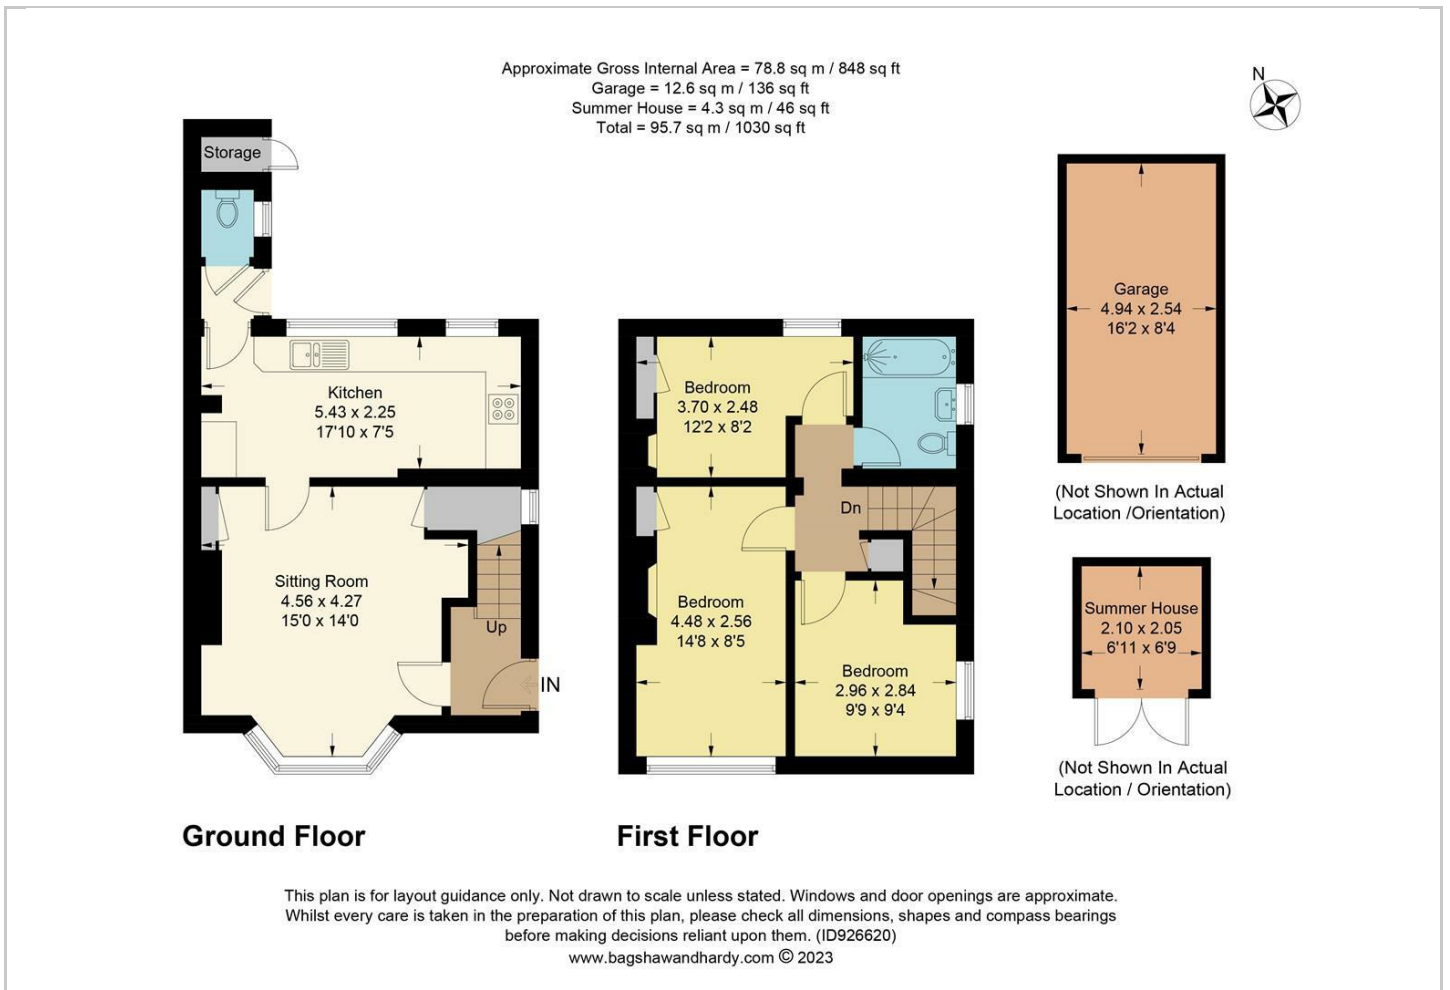 Approximate Gross Internal Area = 78.8 sq m / 848 sq ft
Garage = 12.6 sq m / 136 sq ft
Summer House = 4.3 sq m / 46 sq ft
Total = 95.7 sq m / 1030 sq ft
N
Storage
Kitchen
5.43 x 2.25
17'10 x 7'5
Sitting Room
4.56 x 4.27
15'0 x 14'0
Up
IN
Ground Floor
Bedroom
3.70 x 2.48
12'2 x 8'2
Dn
Bedroom
4.48 x 2.56
14'8 x 8'5
Bedroom
2.96 x 2.84
9'9 x 9'4
First Floor
Garage
4.94 x 2.54
16'2 x 8'4
(Not Shown In Actual
Location /Orientation)
Summer House
2.10 x 2.05
6'11 x 6'9
(Not Shown In Actual
Location / Orientation)
This plan is for layout guidance only. Not drawn to scale unless stated. Windows and door openings are approximate.
Whilst every care is taken in the preparation of this plan, please check all dimensions, shapes and compass bearings
before making decisions reliant upon them. (ID926620)
www.bagshawandhardy.com © 2023